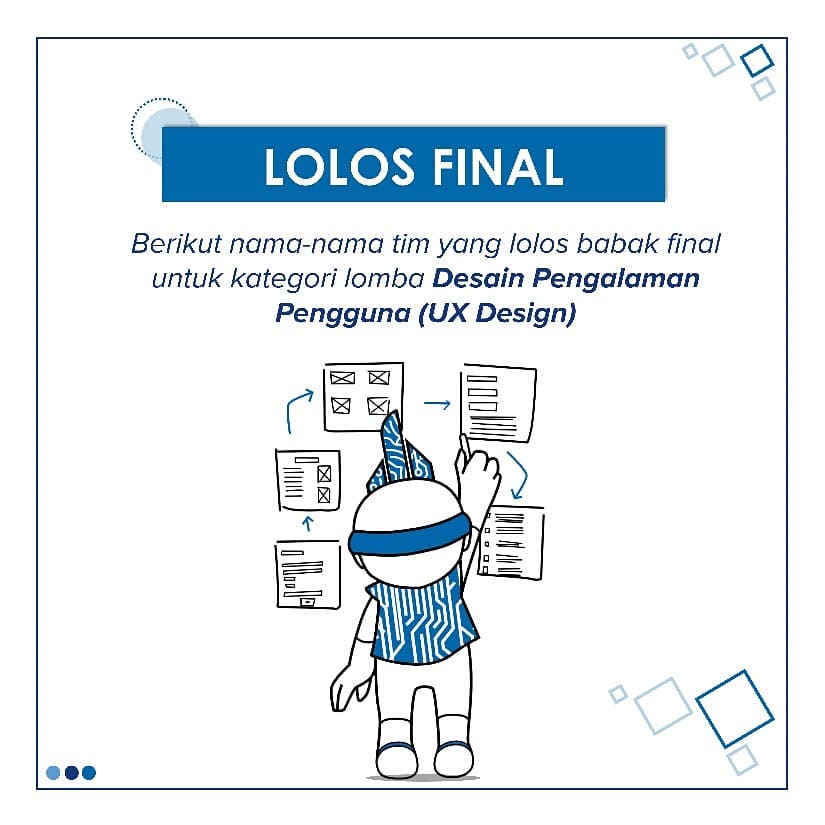 LOLOS FINAL
Berikut nama-nama tim yang lolos babak final
untuk kategori lomba Desain Pengalaman
Pengguna (UX Design)